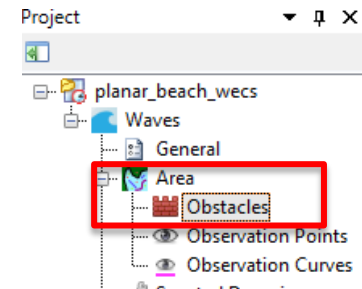 Project
planar_beach_wecs
Waves
General
Area
Obstacles
Observation Points
Observation Curves